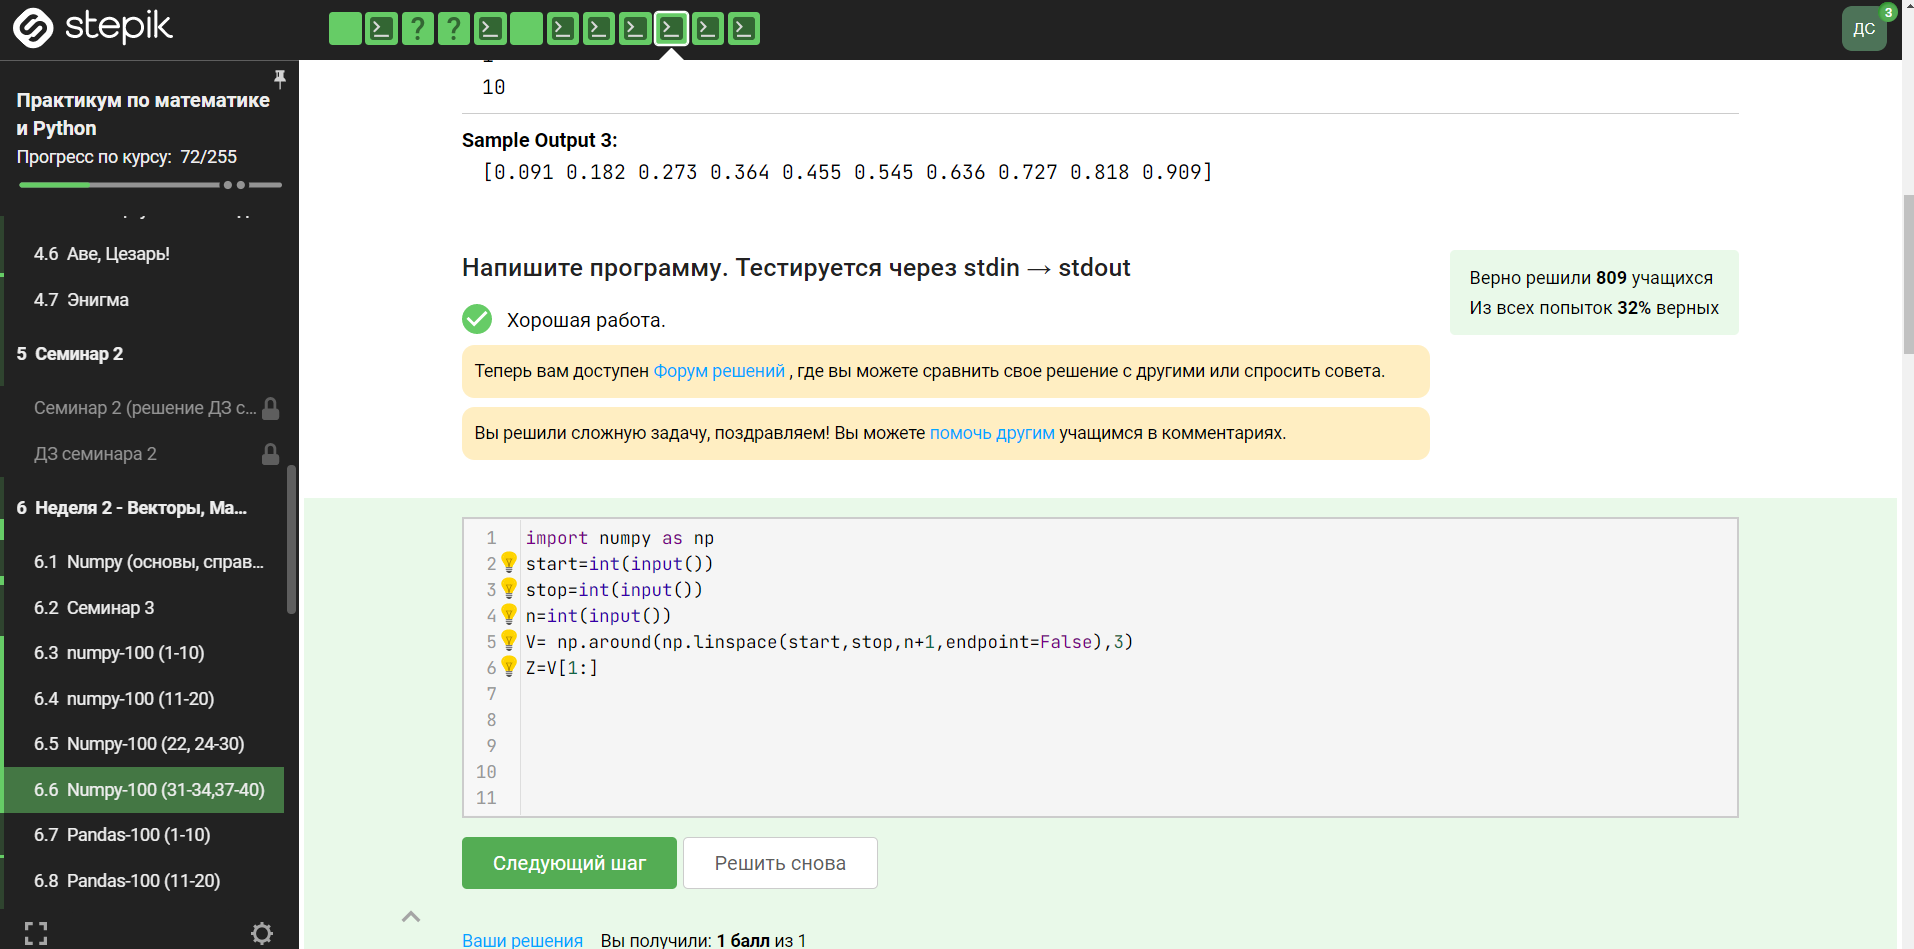 stepik
ДС
3
Практикум по математике
и Python
Прогресс по курсу: 72/255
4.6 Аве, Цезарь!
4.7 Энигма
5 Семинар 2
Семинар 2 (решение ДЗ с...
ДЗ семинара 2
6 Неделя 2 - Векторы, Ма...
6.1 Numpy (основы, справ...
6.2 Семинар 3
6.3 numpy-100 (1-10)
6.4 numpy-100 (11-20)
6.5 Numpy-100 (22, 24-30)
6.6 Numpy-100 (31-34,37-40)
6.7 Pandas-100 (1-10)
6.8 Pandas-100 (11-20)
10
Sample Output 3:
[0.091 0.182 0.273 0.364 0.455 0.545 0.636 0.727 0.818 0.909]
Напишите программу. Тестируется через stdin → stdout
Верно решили 809 учащихся
Из всех попыток 32% верных
Хорошая работа.
Теперь вам доступен Форум решений , где вы можете сравнить свое решение с другими или спросить совета.
Вы решили сложную задачу, поздравляем! Вы можете помочь другим учащимся в комментариях.
1 import numpy as np
2 start=int(input())
3 stop=int(input())
4 n=int(input())
5 V= np.around(np.linspace(start,stop,n+1,endpoint=False),3)
6 Z=V[1:]
7
8
9
10
11
Следующий шаг
Решить снова
Ваши решения Вы получили: 1 балл из 1